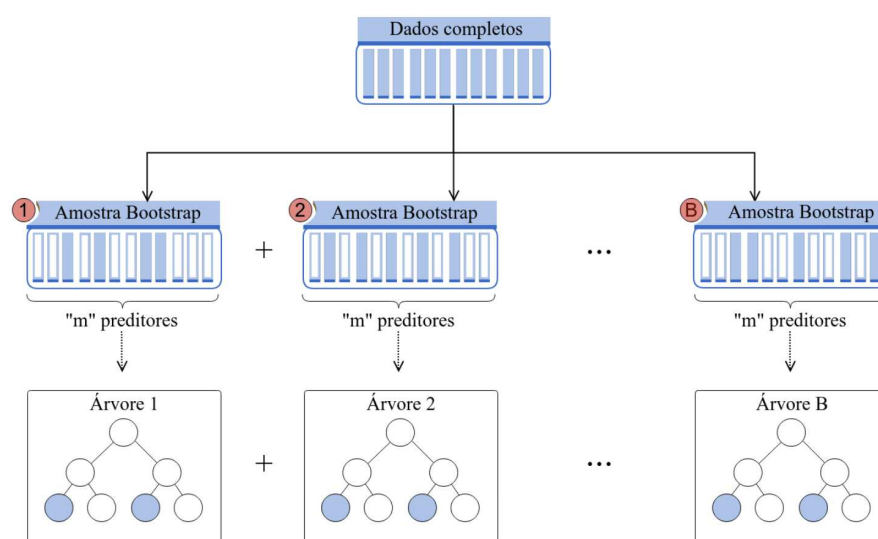 Dados completos
1 Amostra Bootstrap
+
2 Amostra Bootstrap
...
B Amostra Bootstrap
"m" preditores
"m" preditores
"m" preditores
Árvore 1
+
Árvore 2
...
Árvore B